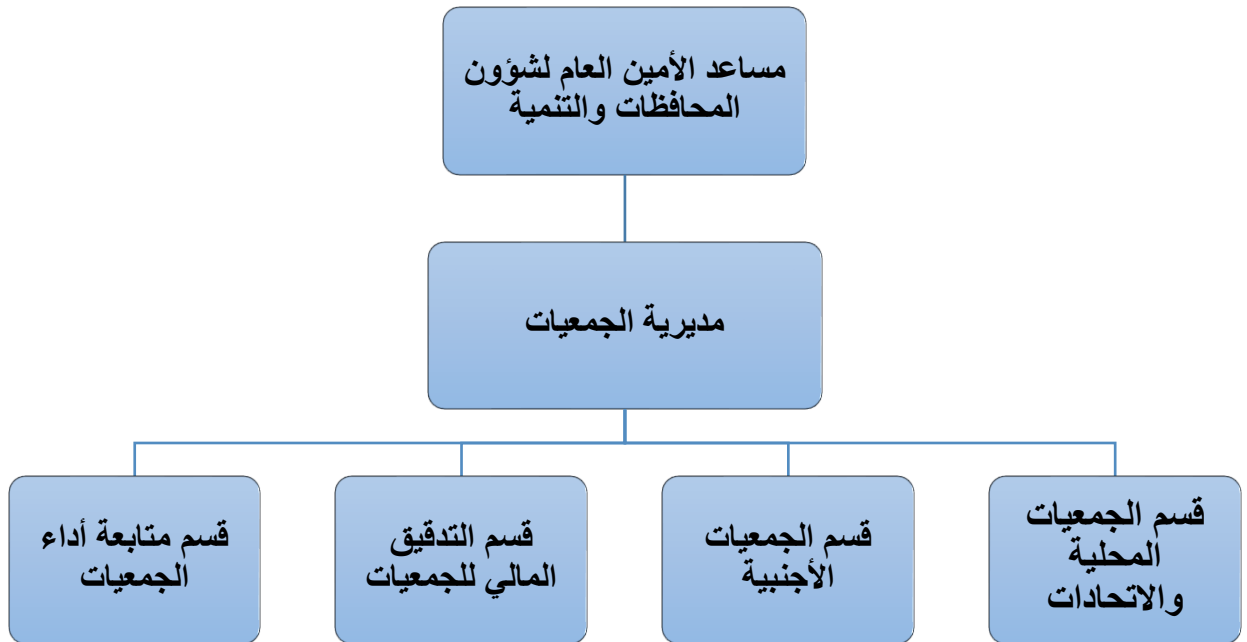 مساعد الأمين العام لشؤون
المحافظات والتنمية
مديرية الجمعيات
قسم الجمعيات
المحلية
والاتحادات
قسم الجمعيات
الأجنبية
قسم التدقيق
المالي للجمعيات
قسم متابعة أداء
الجمعيات